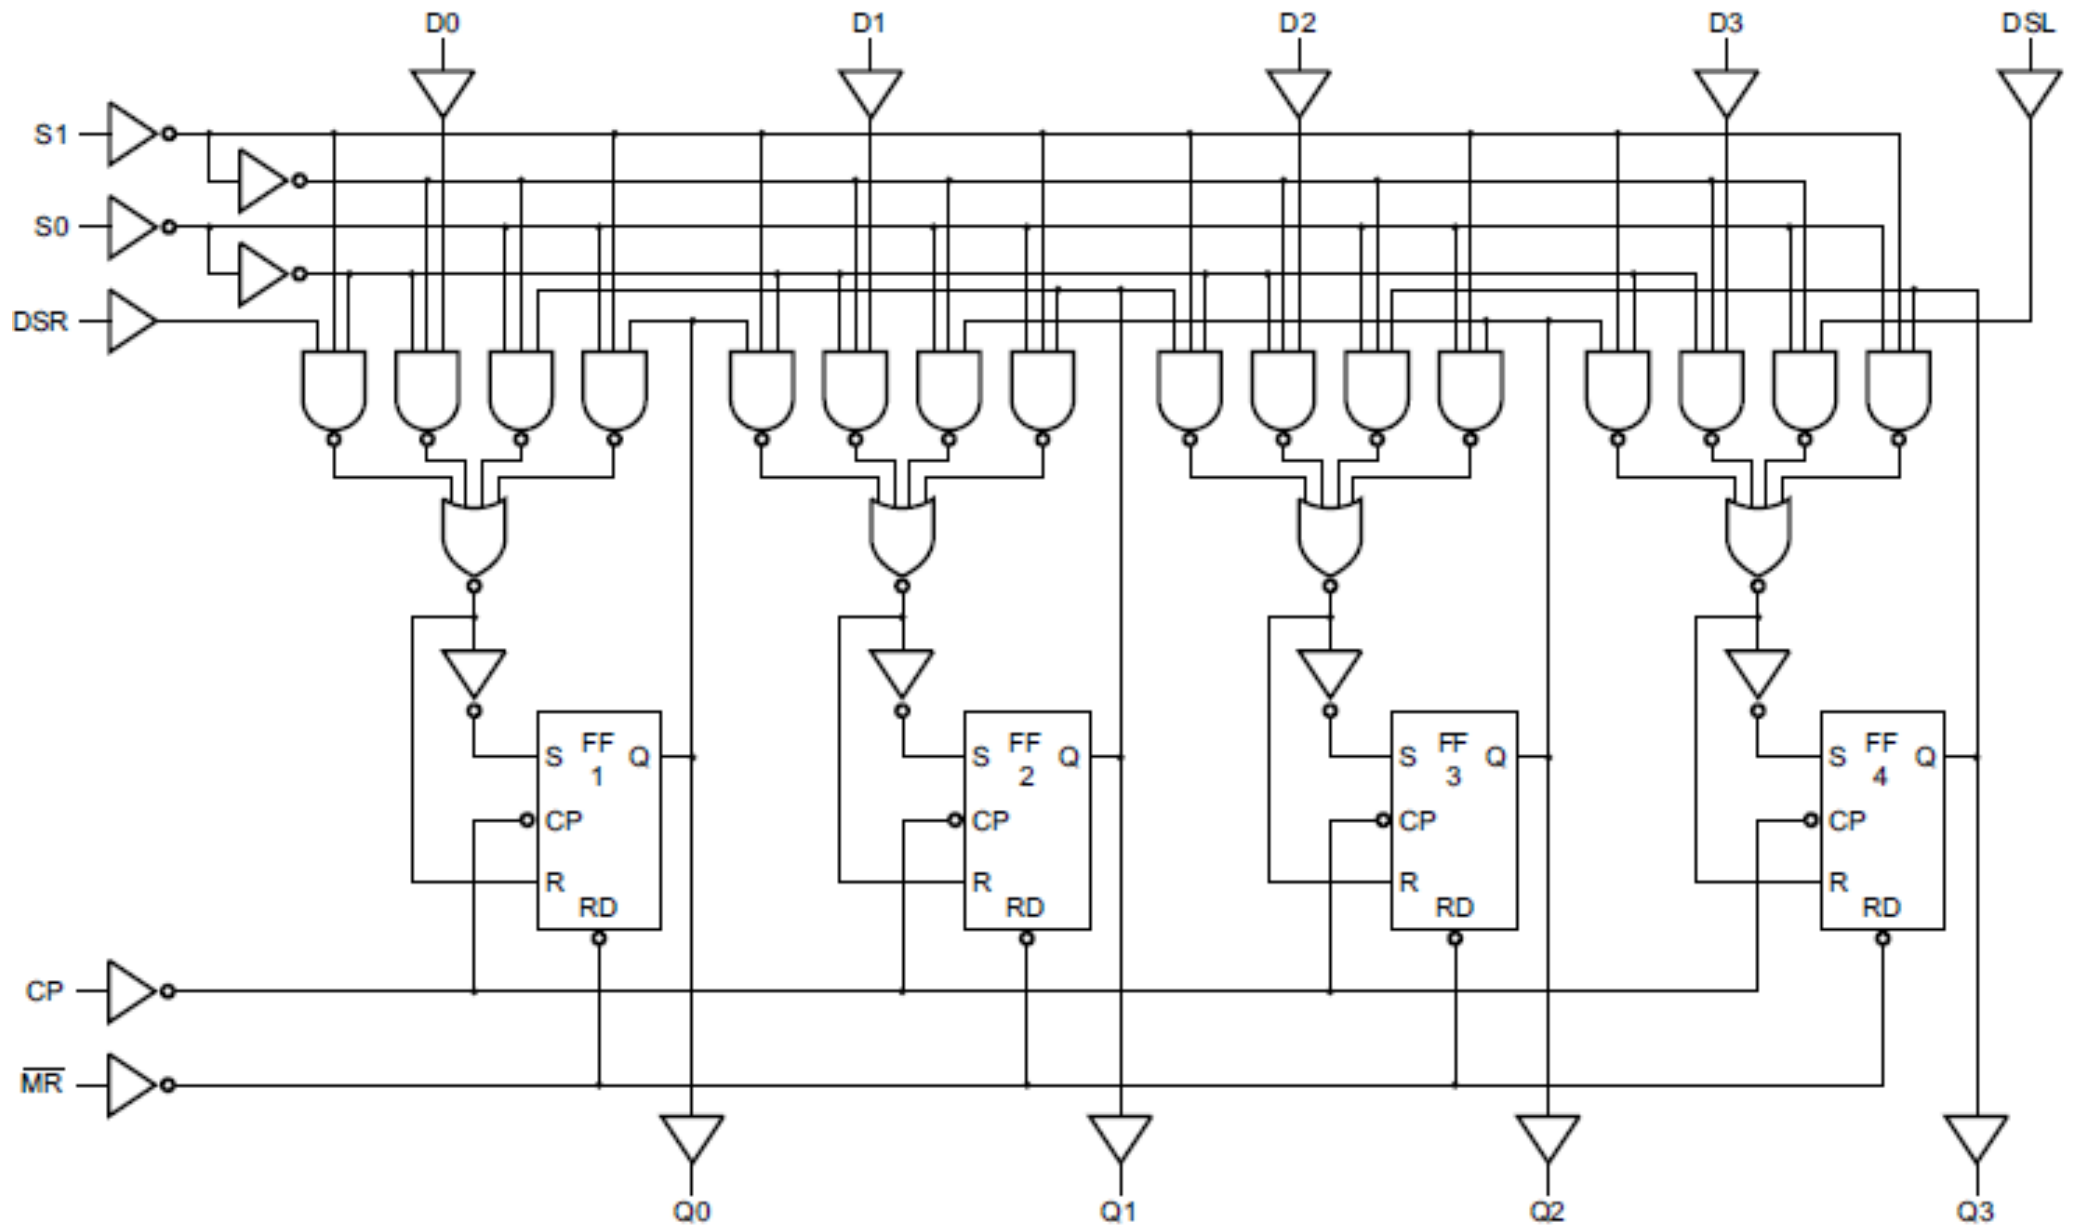 D0 D1 D2 D3 DSL
S1
S0
DSR
S FF Q S FF Q S FF Q S FF Q
1 2 3 4
CP CP CP CP
R R R R
RD RD RD RD
CP
M̅R̅
Q0 Q1 Q2 Q3